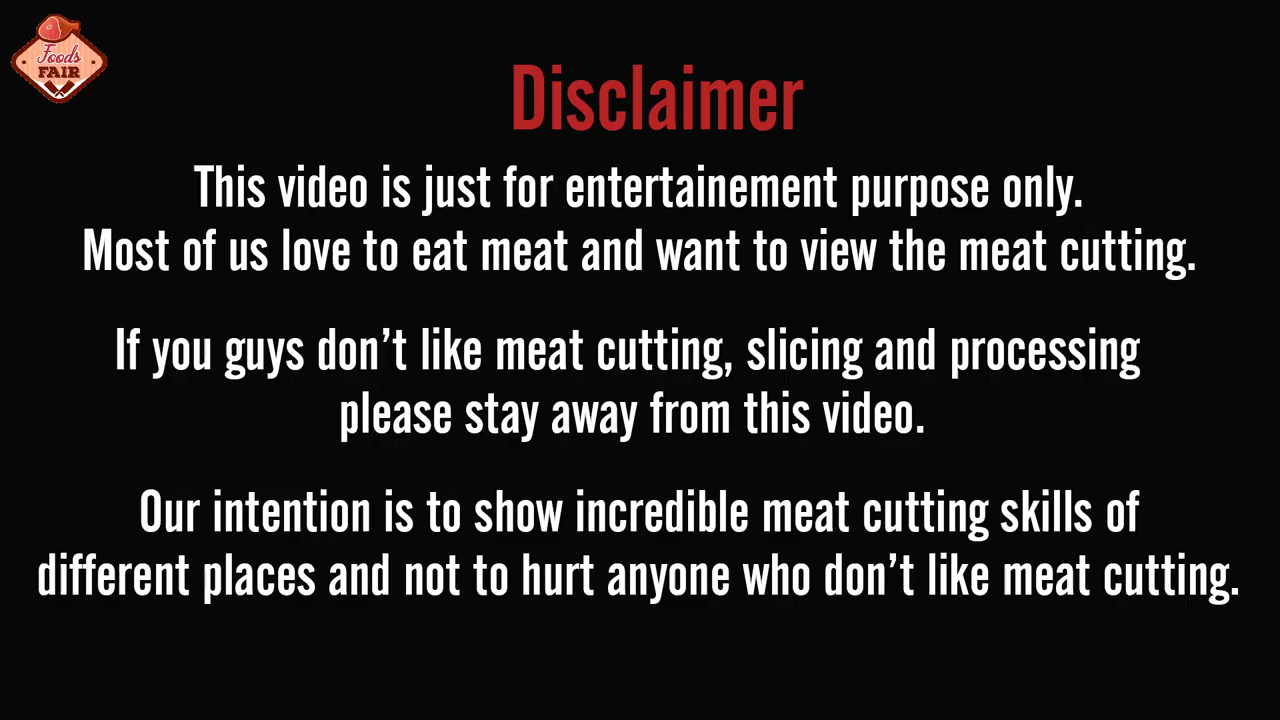 Foods
FAIR
Disclaimer
This video is just for entertainement purpose only.
Most of us love to eat meat and want to view the meat cutting.
If you guys don’t like meat cutting, slicing and processing
please stay away from this video.
Our intention is to show incredible meat cutting skills of
different places and not to hurt anyone who don’t like meat cutting.